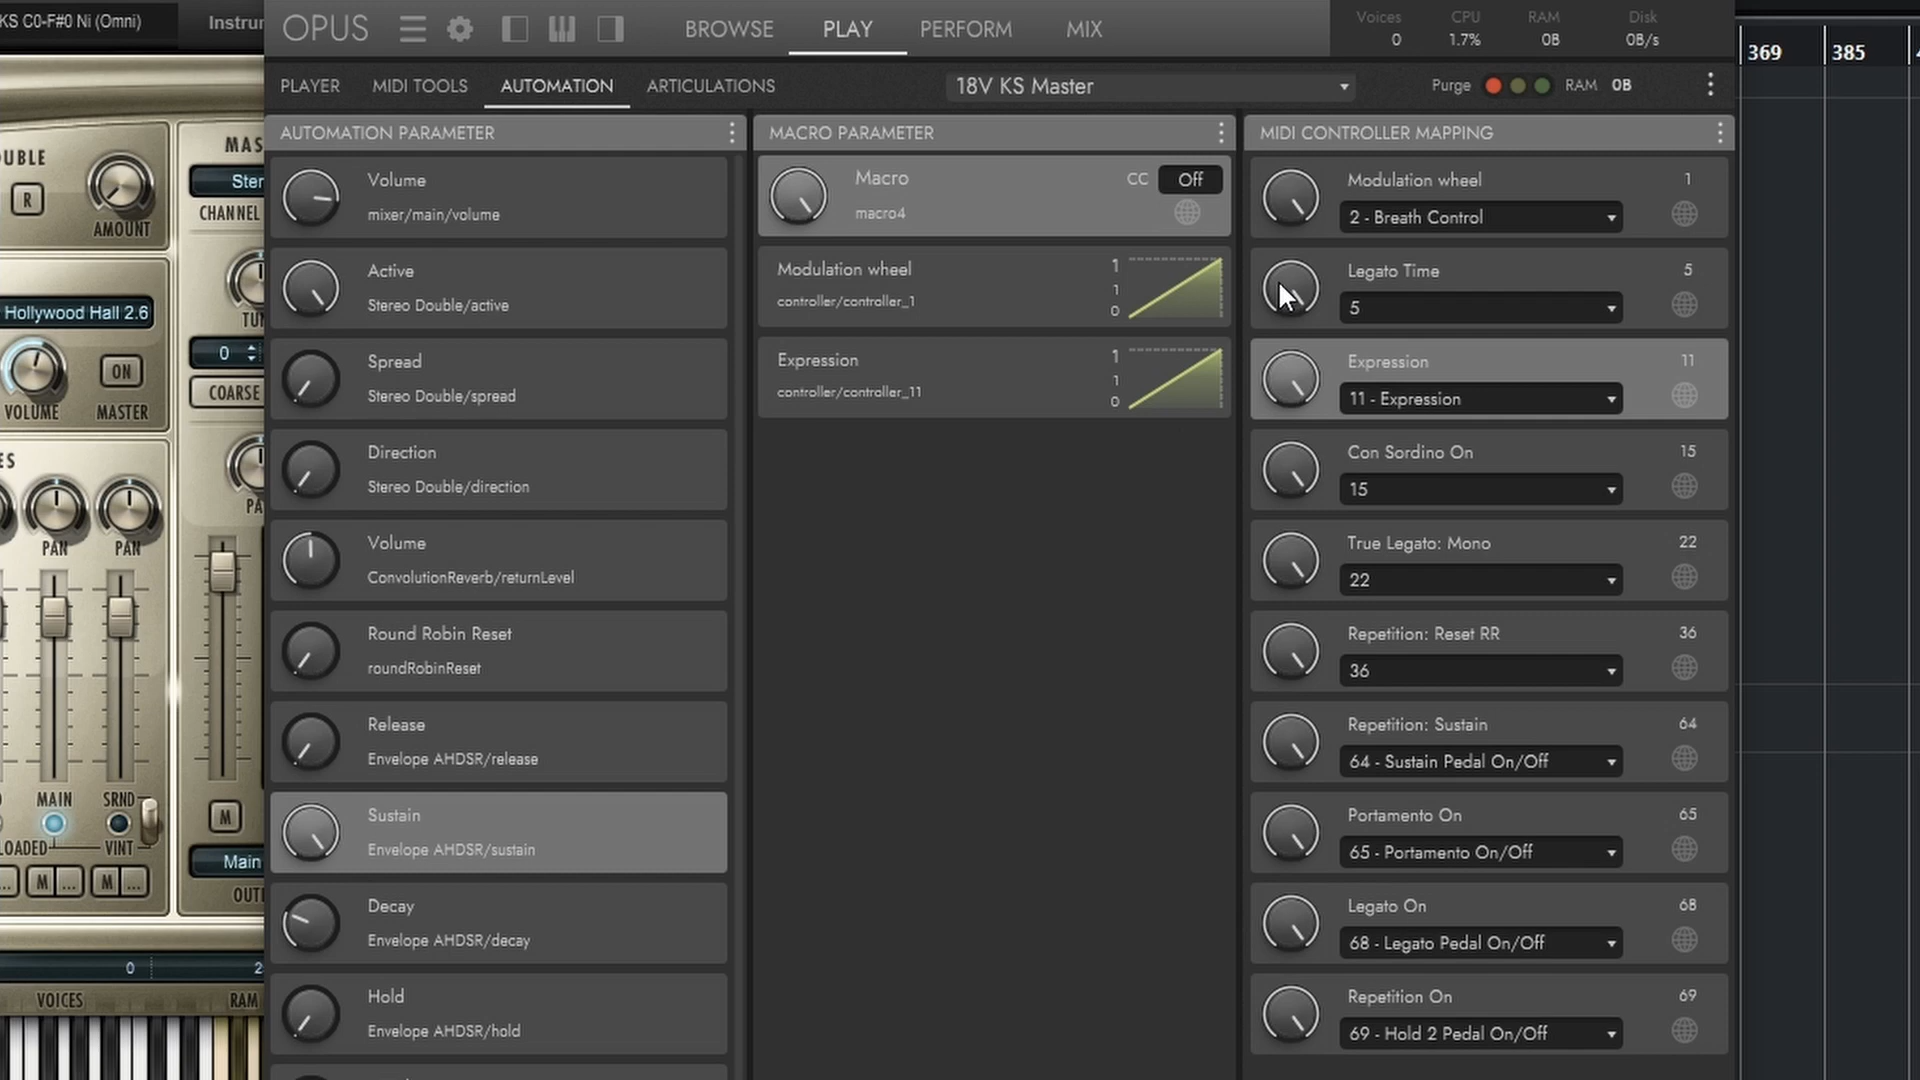 KS C0-F#0 Ni (Omni)
Instrur
OPUS
BROWSE
PLAY
PERFORM
MIX
Voices
0
CPU
1.7%
RAM
0B
Disk
0B/s
369
385
PLAYER
MIDI TOOLS
AUTOMATION
ARTICULATIONS
18V KS Master
Purge
RAM 0B
AUTOMATION PARAMETER
Volume
mixer/main/volume
Active
Stereo Double/active
Spread
Stereo Double/spread
Direction
Stereo Double/direction
Volume
ConvolutionReverb/returnLevel
Round Robin Reset
roundRobinReset
Release
Envelope AHDSR/release
Sustain
Envelope AHDSR/sustain
Decay
Envelope AHDSR/decay
Hold
Envelope AHDSR/hold
MACRO PARAMETER
Macro
CC Off
macro4
Modulation wheel
controller/controller_1
1
1
0
Expression
controller/controller_11
1
1
0
MIDI CONTROLLER MAPPING
Modulation wheel 1
2 - Breath Control
Legato Time 5
5
Expression 11
11 - Expression
Con Sordino On 15
15
True Legato: Mono 22
22
Repetition: Reset RR 36
36
Repetition: Sustain 64
64 - Sustain Pedal On/Off
Portamento On 65
65 - Portamento On/Off
Legato On 68
68 - Legato Pedal On/Off
Repetition On 69
69 - Hold 2 Pedal On/Off
OUBLE
R
AMOUNT
MAS
Ster
CHANNEL
Hollywood Hall 2.6
TUN
0
ON
COARSE
VOLUME
MASTER
ES
PAN
PAN
PA
MAIN
SRND
LOADED
VINT
M
Main
M ...
M ...
OUTP
0
2
VOICES
RAM